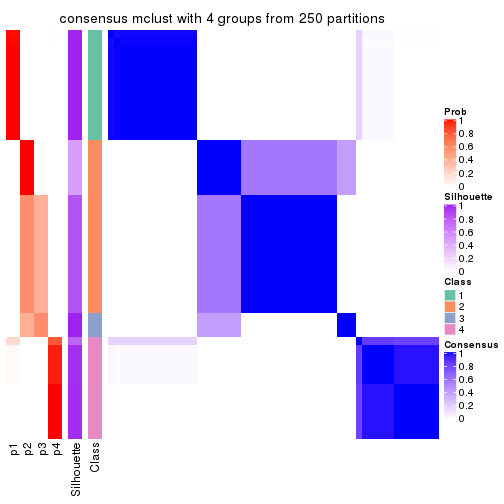 consensus mclust with 4 groups from 250 partitions
Prob
1
0.8
0.6
0.4
0.2
0
Silhouette
1
0.8
0.6
0.4
0.2
0
Class
1
2
3
4
Consensus
1
0.8
0.6
0.4
0.2
0
p1
p2
p3
p4
Silhouette
Class